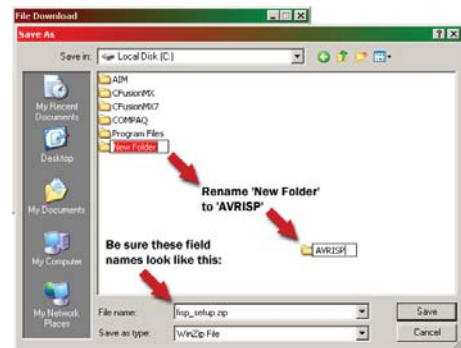 File Download
Save As
Save in:
Local Disk (C:)
My Recent
Documents
Desktop
My Documents
My Computer
My Network
Places
AIM
CFusionMX
CFusionMX7
COMPAQ
Program Files
New Folder
Rename 'New Folder'
to 'AVRISP'
AVRISP
Be sure these field
names look like this:
File name:
lisp_setup.zip
Save
Save as type:
WinZip File
Cancel